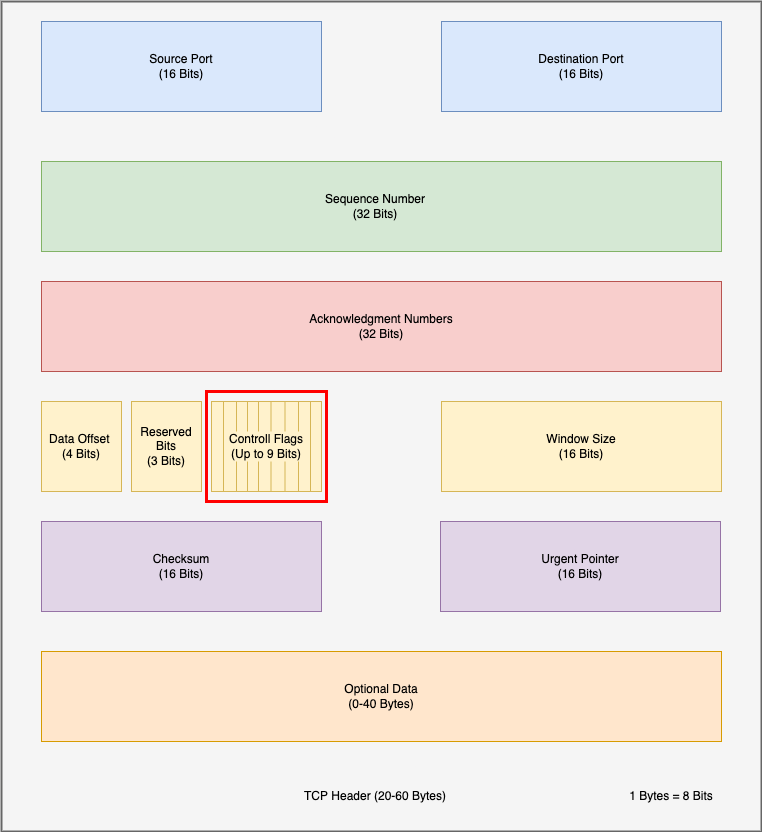 Source Port
(16 Bits)
Destination Port
(16 Bits)
Sequence Number
(32 Bits)
Acknowledgment Numbers
(32 Bits)
Data Offset
(4 Bits)
Reserved
Bits
(3 Bits)
Controll Flags
(Up to 9 Bits)
Window Size
(16 Bits)
Checksum
(16 Bits)
Urgent Pointer
(16 Bits)
Optional Data
(0-40 Bytes)
TCP Header (20-60 Bytes)
1 Bytes = 8 Bits